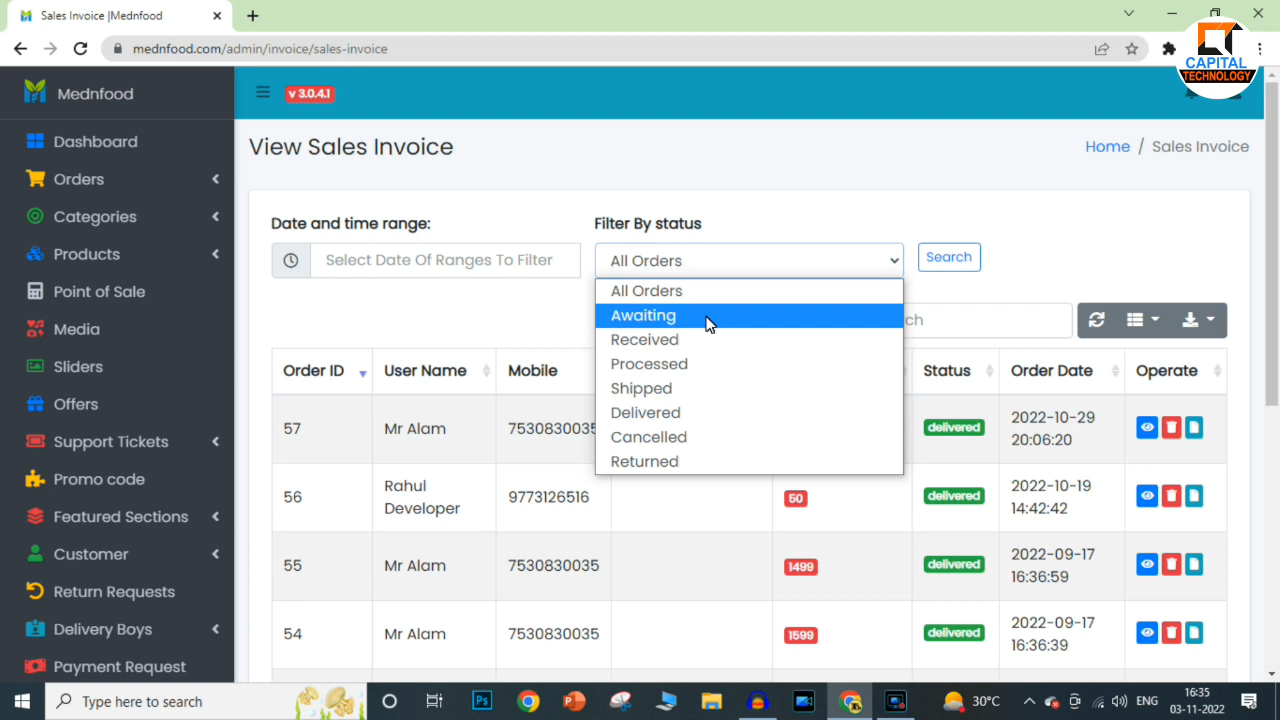 Sales Invoice |Mednfood
mednfood.com/admin/invoice/sales-invoice
CAPITAL
TECHNOLOGY
Mednfood
v 3.0.4.1
Dashboard
Orders
Categories
Products
Point of Sale
Media
Sliders
Offers
Support Tickets
Promo code
Featured Sections
Customer
Return Requests
Delivery Boys
Payment Request
View Sales Invoice
Home / Sales Invoice
Date and time range:
Filter By status
Select Date Of Ranges To Filter
All Orders
Search
All Orders
Awaiting
Received
Processed
Shipped
Delivered
Cancelled
Returned
Order ID User Name Mobile Status Order Date Operate
57 Mr Alam 7530830035 delivered 2022-10-29
20:06:20
56 Rahul
Developer 9773126516 50 delivered 2022-10-19
14:42:42
55 Mr Alam 7530830035 1499 delivered 2022-09-17
16:36:59
54 Mr Alam 7530830035 1599 delivered 2022-09-17
16:36:39
Type here to search
Ps
30°C
ENG
16:35
03-11-2022